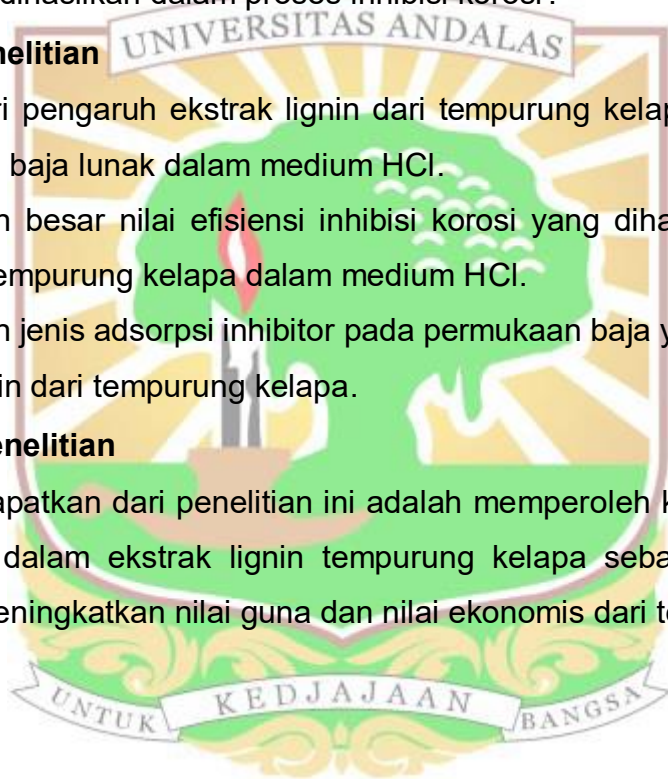 dihasilkan dalam proses inhibisi korosi?
UNIVERSITAS ANDALAS
nelitian
ri pengaruh ekstrak lignin dari tempurung kelap
baja lunak dalam medium HCl.
n besar nilai efisiensi inhibisi korosi yang diha
empurung kelapa dalam medium HCl.
n jenis adsorpsi inhibitor pada permukaan baja y
in dari tempurung kelapa.
enelitian
apatkan dari penelitian ini adalah memperoleh k
dalam ekstrak lignin tempurung kelapa seba
eningkatkan nilai guna dan nilai ekonomis dari te
UNTUK KEDJAJAAN BANGSA